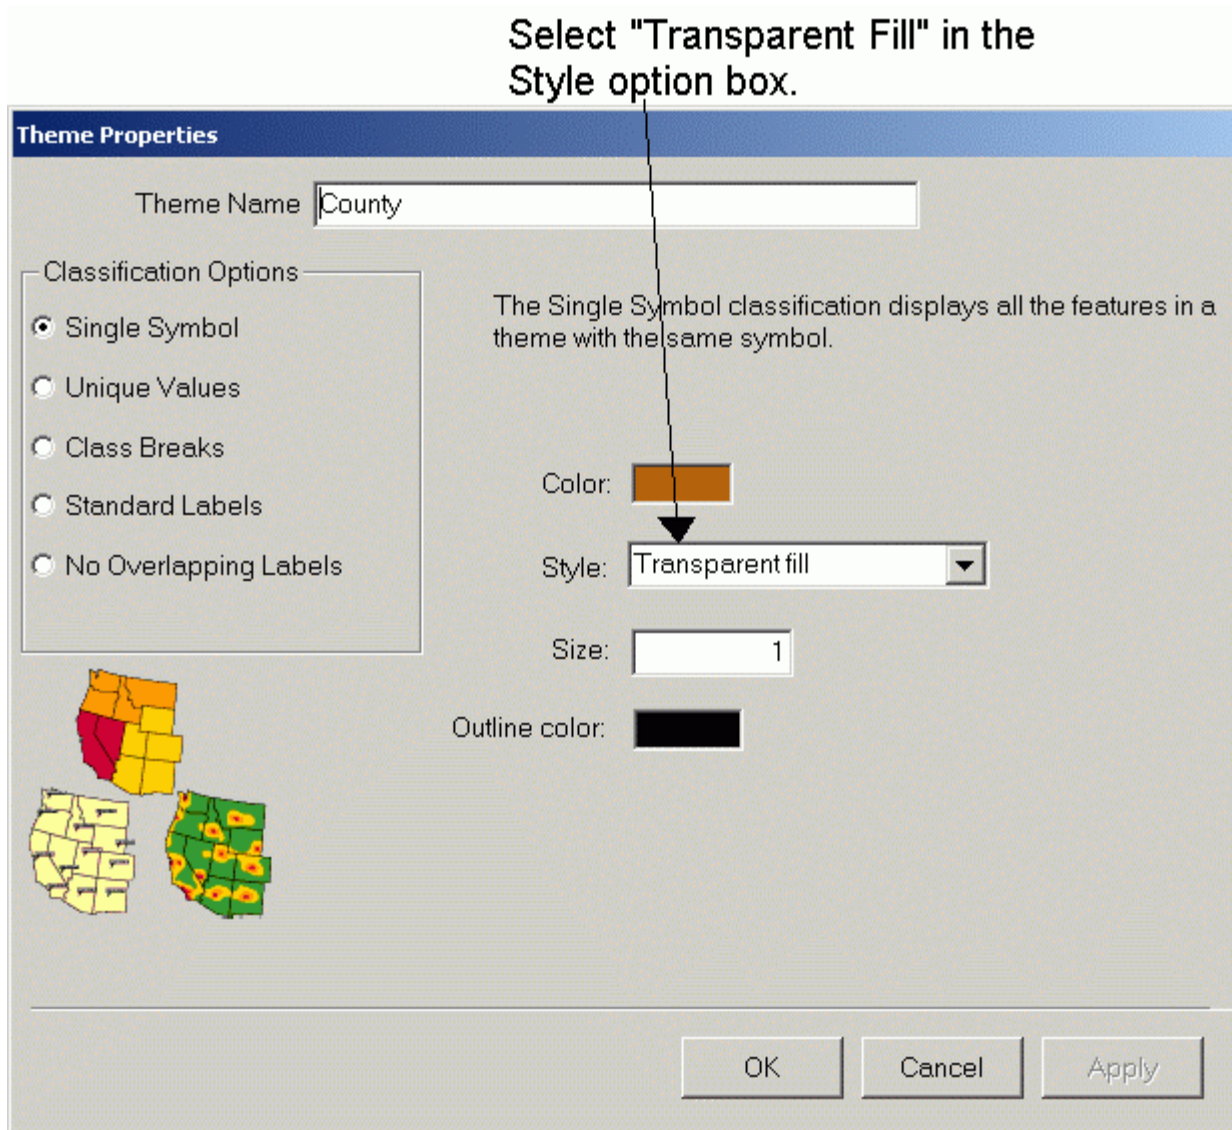 Select "Transparent Fill" in the
Style option box.
Theme Properties
Theme Name County
Classification Options
Single Symbol
Unique Values
Class Breaks
Standard Labels
No Overlapping Labels
The Single Symbol classification displays all the features in a
theme with the same symbol.
Color:
Style: Transparent fill
Size: 1
Outline color:
OK Cancel Apply